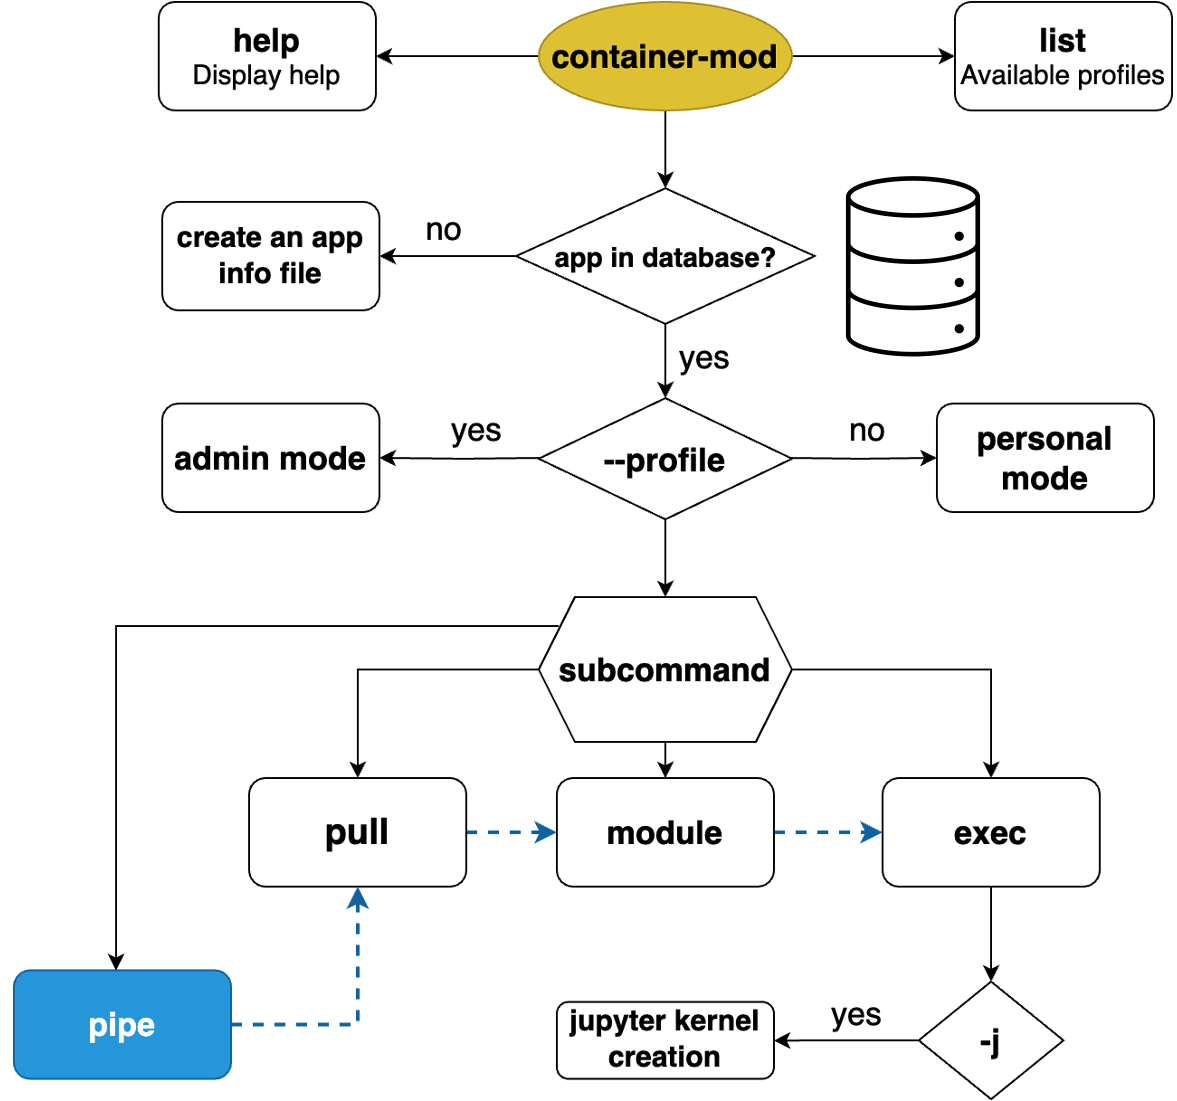 help
Display help
container-mod
list
Available profiles
create an app
info file
no
app in database?
yes
admin mode
yes
--profile
no
personal
mode
subcommand
pull
module
exec
pipe
jupyter kernel
creation
yes
-j